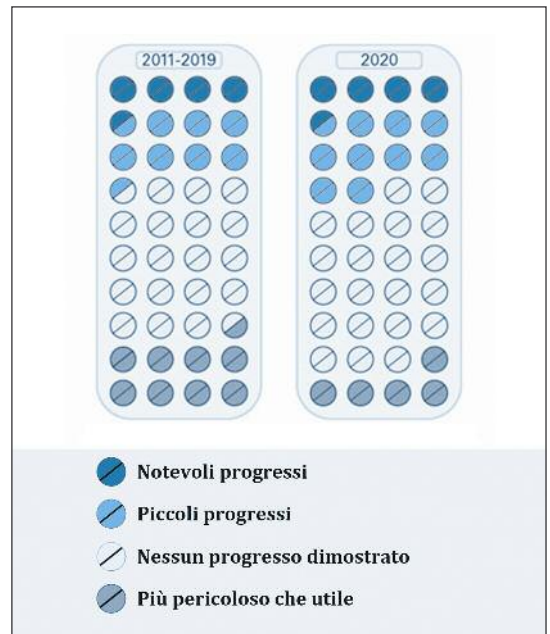 2011-2019
2020
Notevoli progressi
Piccoli progressi
Nessun progresso dimostrato
Più pericoloso che utile